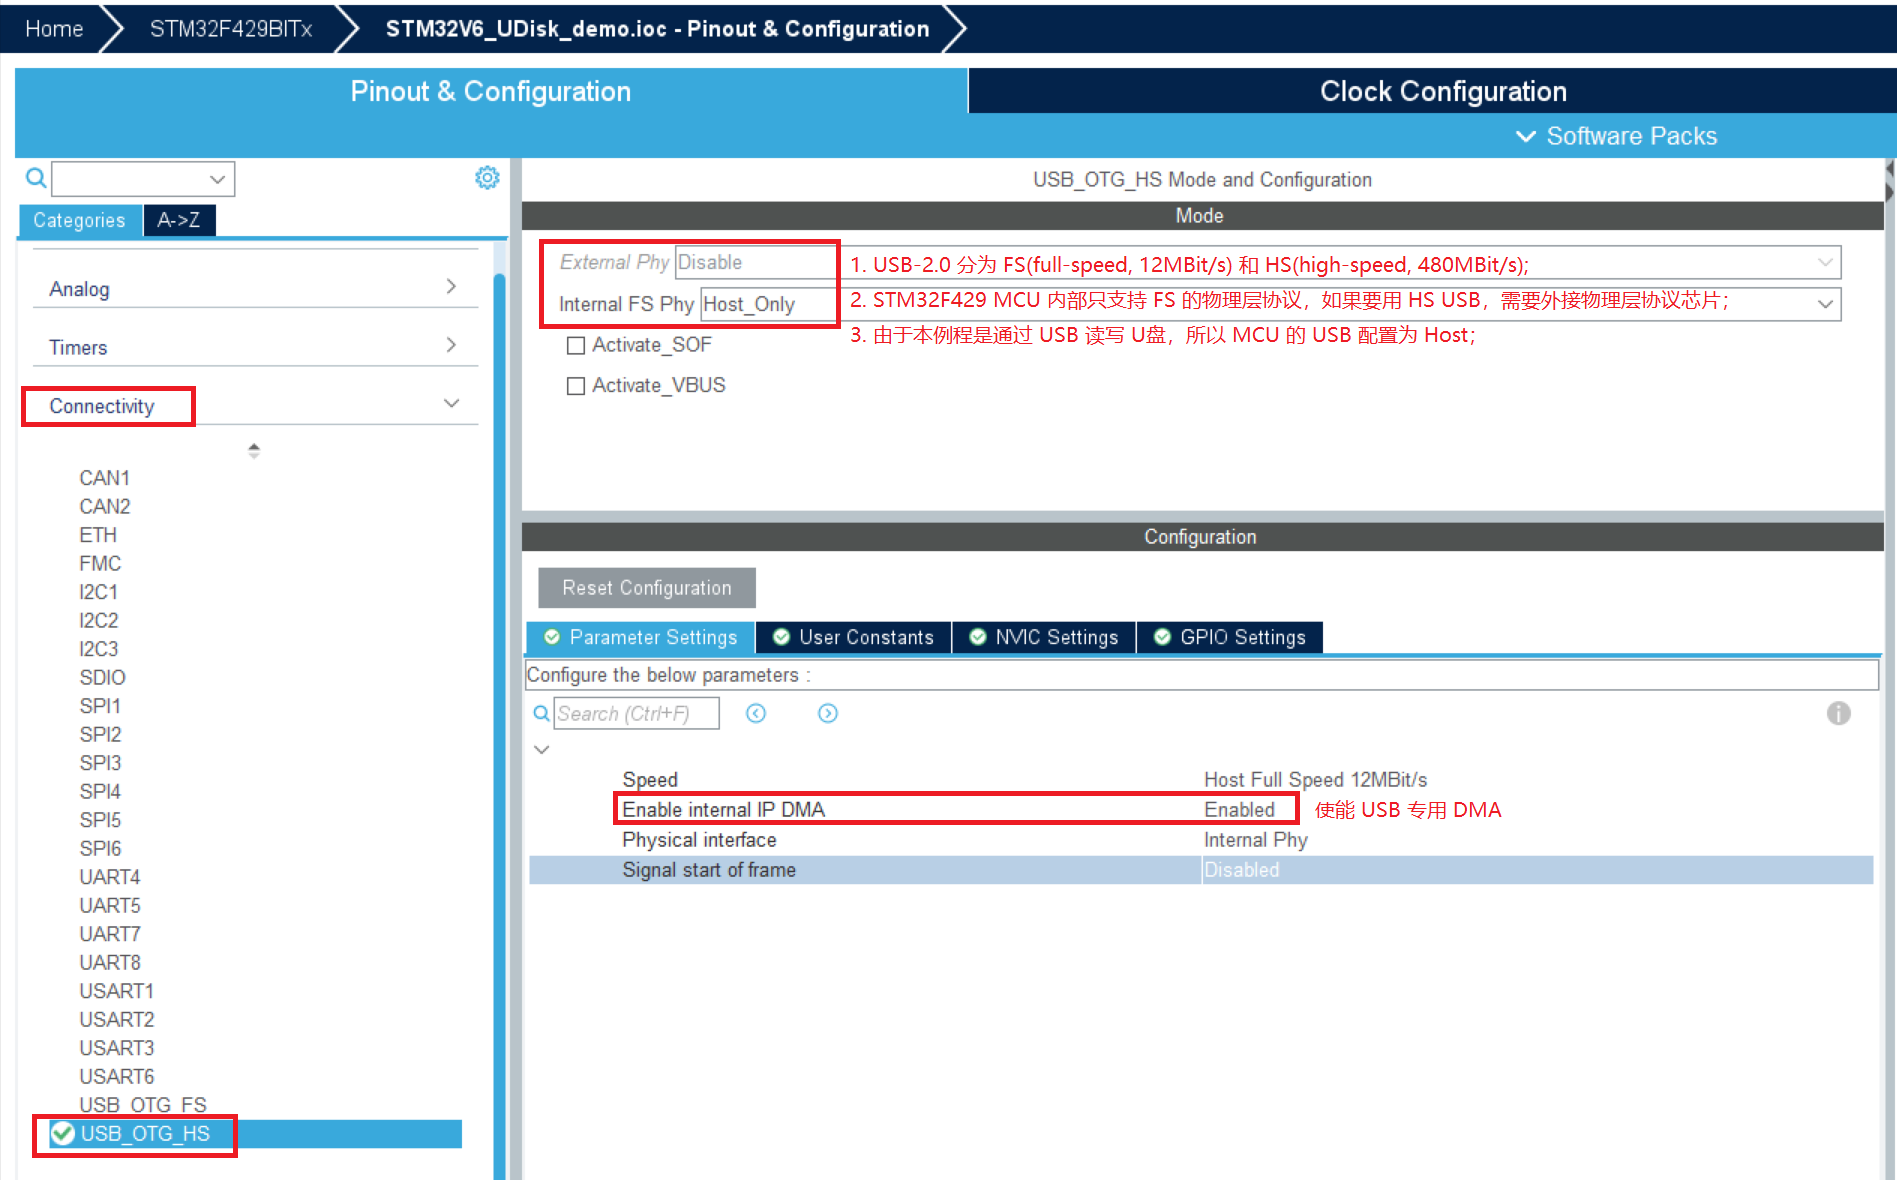 Home
STM32F429BITx
STM32V6_UDisk_demo.ioc - Pinout & Configuration
Pinout & Configuration
Clock Configuration
Software Packs
Categories
A->Z
Analog
Timers
Connectivity
CAN1
CAN2
ETH
FMC
I2C1
I2C2
I2C3
SDIO
SPI1
SPI2
SPI3
SPI4
SPI5
SPI6
UART4
UART5
UART7
UART8
USART1
USART2
USART3
USART6
USB_OTG_FS
USB_OTG_HS
USB_OTG_HS Mode and Configuration
Mode
External Phy Disable
1. USB-2.0 分为 FS(full-speed, 12MBit/s) 和 HS(high-speed, 480MBit/s);
Internal FS Phy Host_Only
2. STM32F429 MCU 内部只支持 FS 的物理层协议，如果要用 HS USB，需要外接物理层协议芯片；
3. 由于本例程是通过 USB 读写 U盘，所以 MCU 的 USB 配置为 Host；
Activate_SOF
Activate_VBUS
Configuration
Reset Configuration
Parameter Settings
User Constants
NVIC Settings
GPIO Settings
Configure the below parameters :
Search (Ctrl+F)
Speed Host Full Speed 12MBit/s
Enable internal IP DMA Enabled 使能 USB 专用 DMA
Physical interface Internal Phy
Signal start of frame Disabled